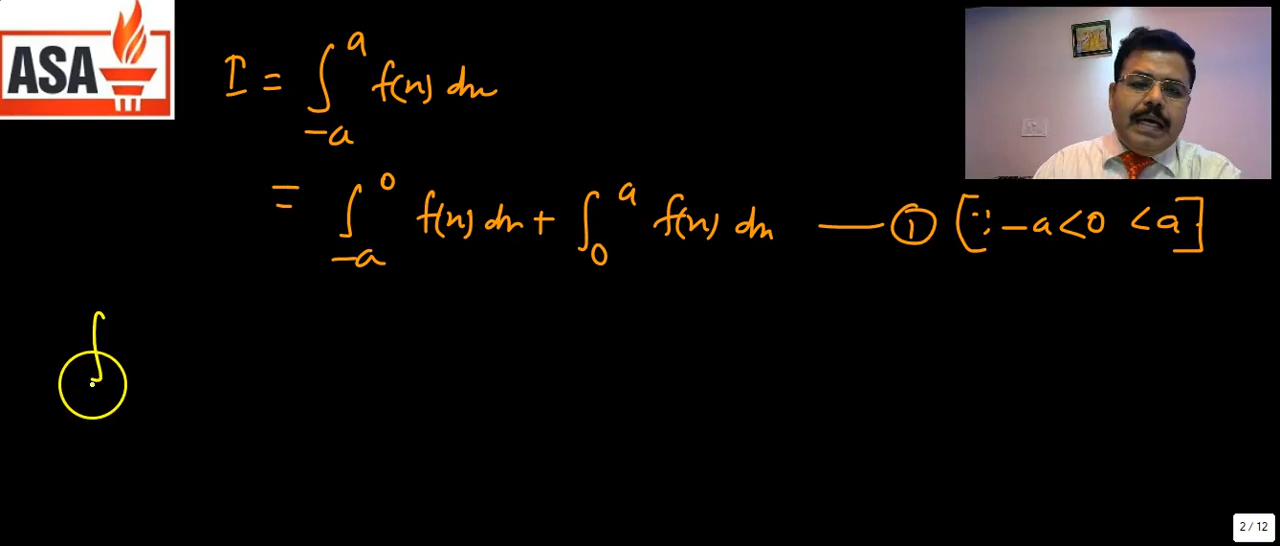 ASA
I = ∫_{-a}^{a} f(x) dx
= ∫_{-a}^{0} f(x) dx + ∫_{0}^{a} f(x) dx —— ① [∵ -a < 0 < a]
∫
2 / 12